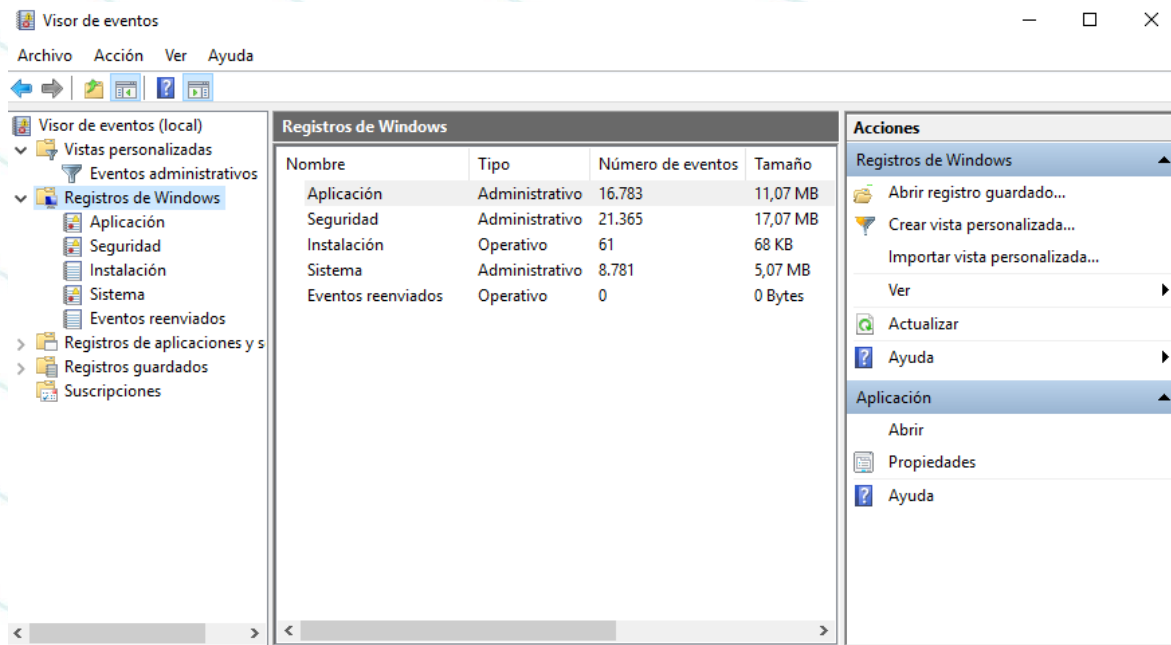 Visor de eventos
Archivo Acción Ver Ayuda
Visor de eventos (local)
Vistas personalizadas
Eventos administrativos
Registros de Windows
Aplicación
Seguridad
Instalación
Sistema
Eventos reenviados
Registros de aplicaciones y s
Registros guardados
Suscripciones
Registros de Windows
Nombre Tipo Número de eventos Tamaño
Aplicación Administrativo 16.783 11,07 MB
Seguridad Administrativo 21.365 17,07 MB
Instalación Operativo 61 68 KB
Sistema Administrativo 8.781 5,07 MB
Eventos reenviados Operativo 0 0 Bytes
Acciones
Registros de Windows
Abrir registro guardado...
Crear vista personalizada...
Importar vista personalizada...
Ver
Actualizar
Ayuda
Aplicación
Abrir
Propiedades
Ayuda